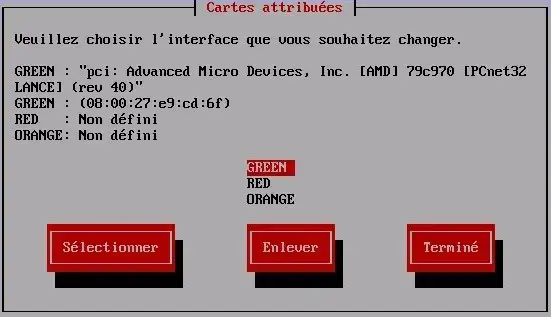 Cartes attribuées
Veuillez choisir l'interface que vous souhaitez changer.
GREEN : "pci: Advanced Micro Devices, Inc. [AMD] 79c970 [PCnet32
LANCE] (rev 40)"
GREEN : (08:00:27:e9:cd:6f)
RED : Non défini
ORANGE: Non défini
GREEN
RED
ORANGE
Sélectionner Enlever Terminé